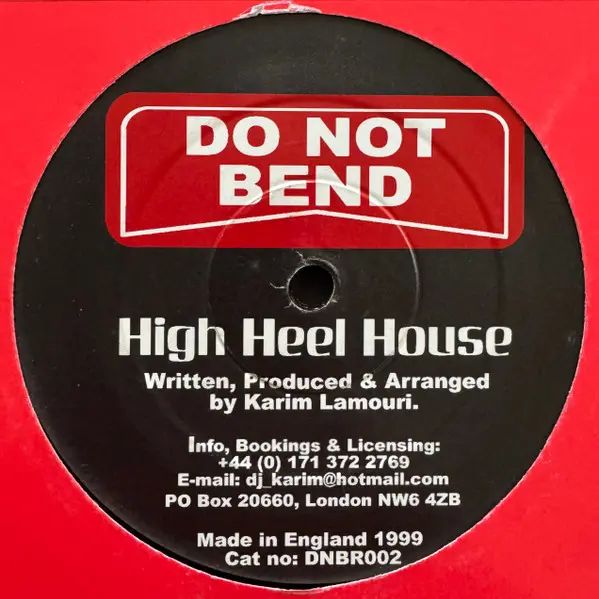 DO NOT
BEND
High Heel House
Written, Produced & Arranged
by Karim Lamouri.
Info, Bookings & Licensing:
+44 (0) 171 372 2769
E-mail: dj_karim@hotmail.com
PO Box 20660, London NW6 4ZB
Made in England 1999
Cat no: DNBR002